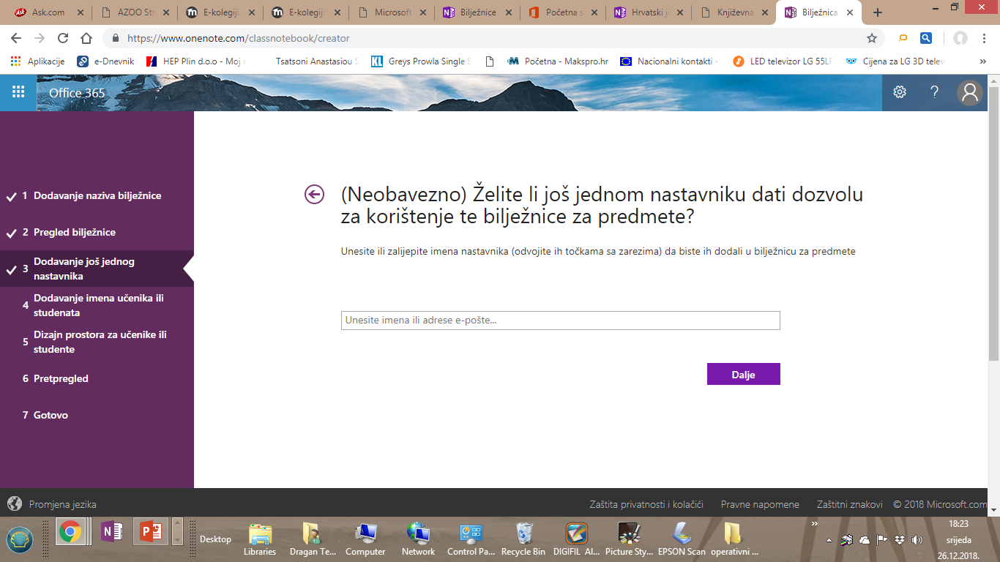 Ask.com
AZOO Str
E-kolegij:
E-kolegij:
Microsoft
Bilježnice
Početna s
Hrvatski j
Književna
Bilježnica
https://www.onenote.com/classnotebook/creator
Aplikacije
e-Dnevnik
HEP Plin d.o.o - Moj r
Tsatsoni Anastasiou S
KL
Greys Prowla Single S
Početna - Makspro.hr
Nacionalni kontakti -
LED televizor LG 55LF
Cijena za LG 3D telev
»
Office 365
?
1 Dodavanje naziva bilježnice
2 Pregled bilježnice
3 Dodavanje još jednog
nastavnika
4 Dodavanje imena učenika ili
studenata
5 Dizajn prostora za učenike ili
studente
6 Pretpregled
7 Gotovo
(Neobavezno) Želite li još jednom nastavniku dati dozvolu
za korištenje te bilježnice za predmete?
Unesite ili zalijepite imena nastavnika (odvojite ih točkama sa zarezima) da biste ih dodali u bilježnicu za predmete
Unesite imena ili adrese e-pošte...
Dalje
Promjena jezika
Zaštita privatnosti i kolačići
Pravne napomene
Zaštitni znakovi
© 2018 Microsoft.com
Desktop
Libraries
Dragan Te...
Computer
Network
Control Pa...
Recycle Bin
DIGIFIL Al...
Picture Sty...
EPSON Scan
operativni ...
»
18:23
srijeda
26.12.2018.